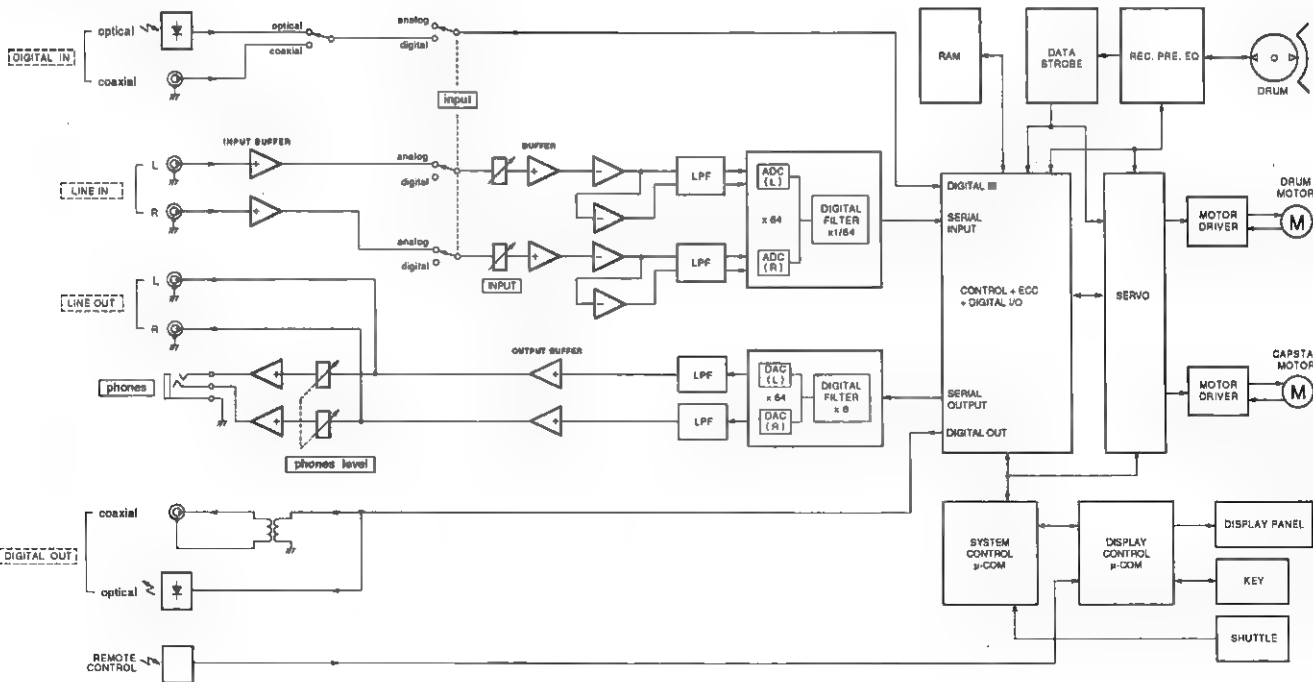 DIGITAL IN
optical
coaxial
optical
coaxial
analog
digital
input
RAM
DATA
STROBE
REC. PRE. EQ
DRUM
LINE IN
L
R
INPUT BUFFER
analog
digital
analog
digital
INPUT
BUFFER
LPF
LPF
ADC
(L)
x 64
ADC
(R)
DIGITAL
FILTER
x1/64
DIGITAL IN
SERIAL
INPUT
CONTROL + ECC
+ DIGITAL I/O
SERIAL
OUTPUT
DIGITAL OUT
SERVO
MOTOR
DRIVER
DRUM
MOTOR
M
MOTOR
DRIVER
CAPSTA
MOTOR
M
LINE OUT
L
R
phones
phones level
OUTPUT BUFFER
LPF
LPF
DAC
(L)
x 64
DAC
(R)
DIGITAL
FILTER
x 8
DIGITAL OUT
coaxial
optical
SYSTEM
CONTROL
µ-COM
DISPLAY
CONTROL
µ-COM
DISPLAY PANEL
KEY
SHUTTLE
REMOTE
CONTROL